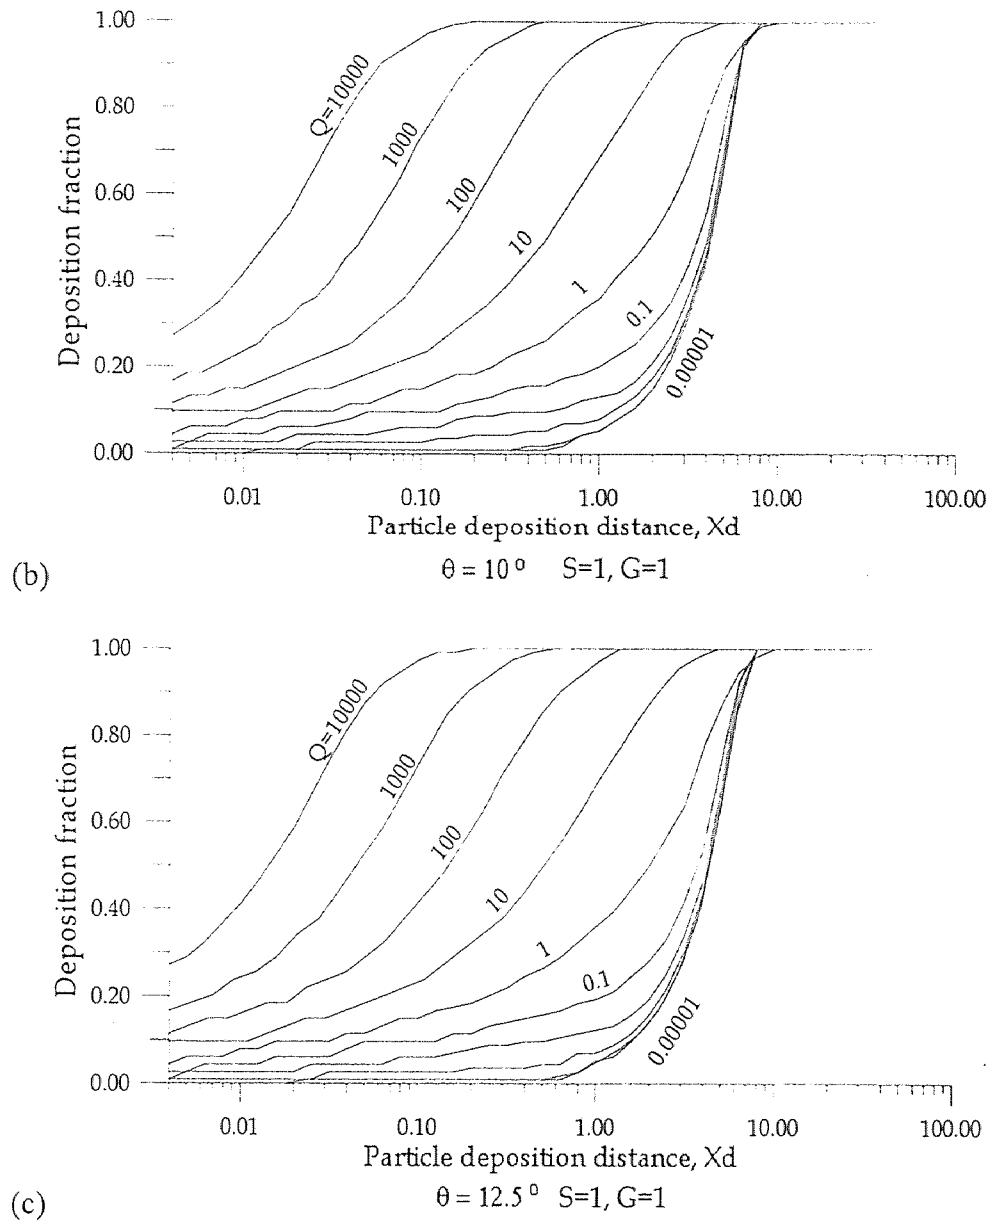 1.00
0.80
0.60
0.40
0.20
0.00
Deposition fraction
Q=10000
1000
100
10
1
0.1
0.00001
0.01 0.10 1.00 10.00 100.00
Particle deposition distance, Xd
(b)
θ = 10 º S=1, G=1
1.00
0.80
0.60
0.40
0.20
0.00
Deposition fraction
Q=10000
1000
100
10
1
0.1
0.00001
0.01 0.10 1.00 10.00 100.00
Particle deposition distance, Xd
(c)
θ = 12.5 º S=1, G=1